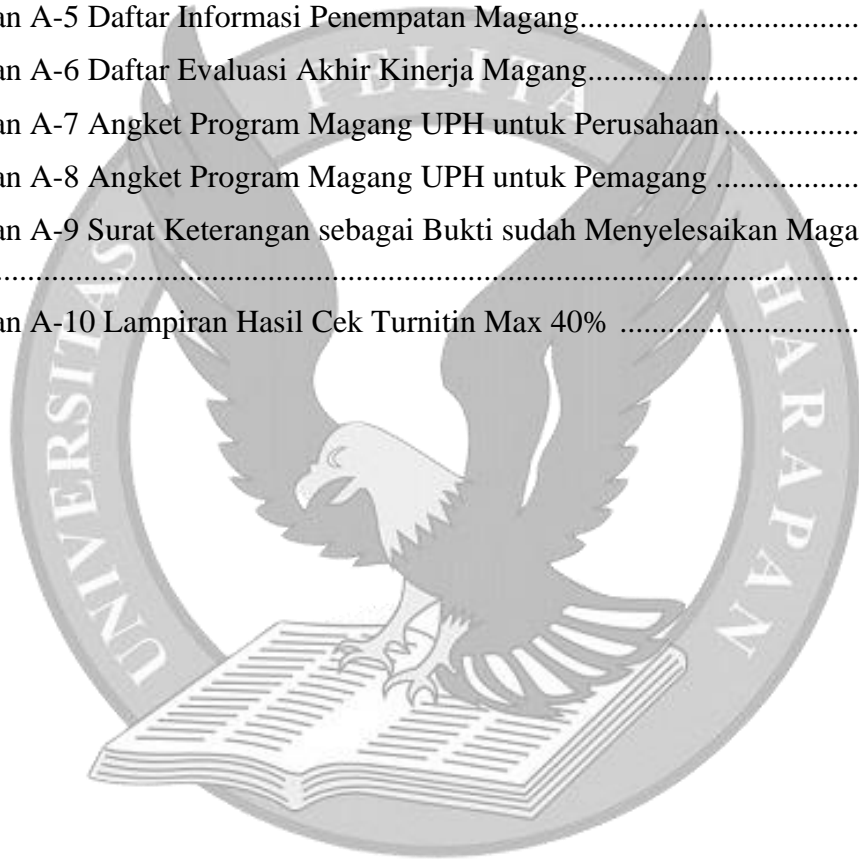 an A-5 Daftar Informasi Penempatan Magang..................................
an A-6 Daftar Evaluasi Akhir Kinerja Magang.................................
an A-7 Angket Program Magang UPH untuk Perusahaan .................
an A-8 Angket Program Magang UPH untuk Pemagang ..................
an A-9 Surat Keterangan sebagai Bukti sudah Menyelesaikan Maga
................................................................................................................
an A-10 Lampiran Hasil Cek Turnitin Max 40% ..............................
UNIVERSITAS PELITA HARAPAN